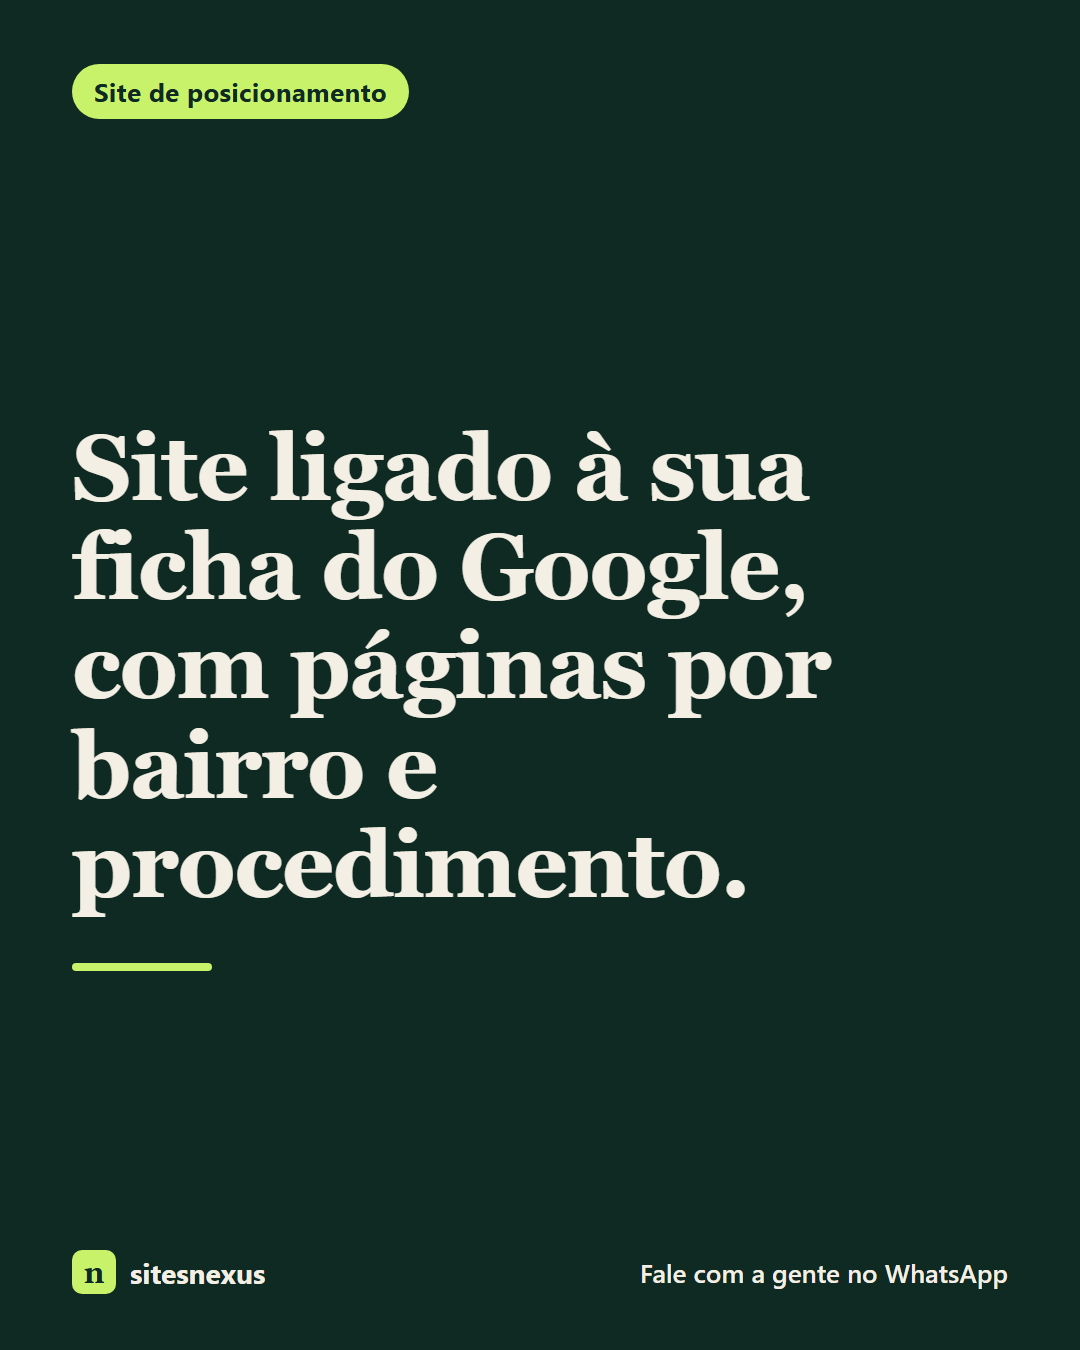 Site de posicionamento
Site ligado à sua
ficha do Google,
com páginas por
bairro e
procedimento.
n sitesnexus
Fale com a gente no WhatsApp